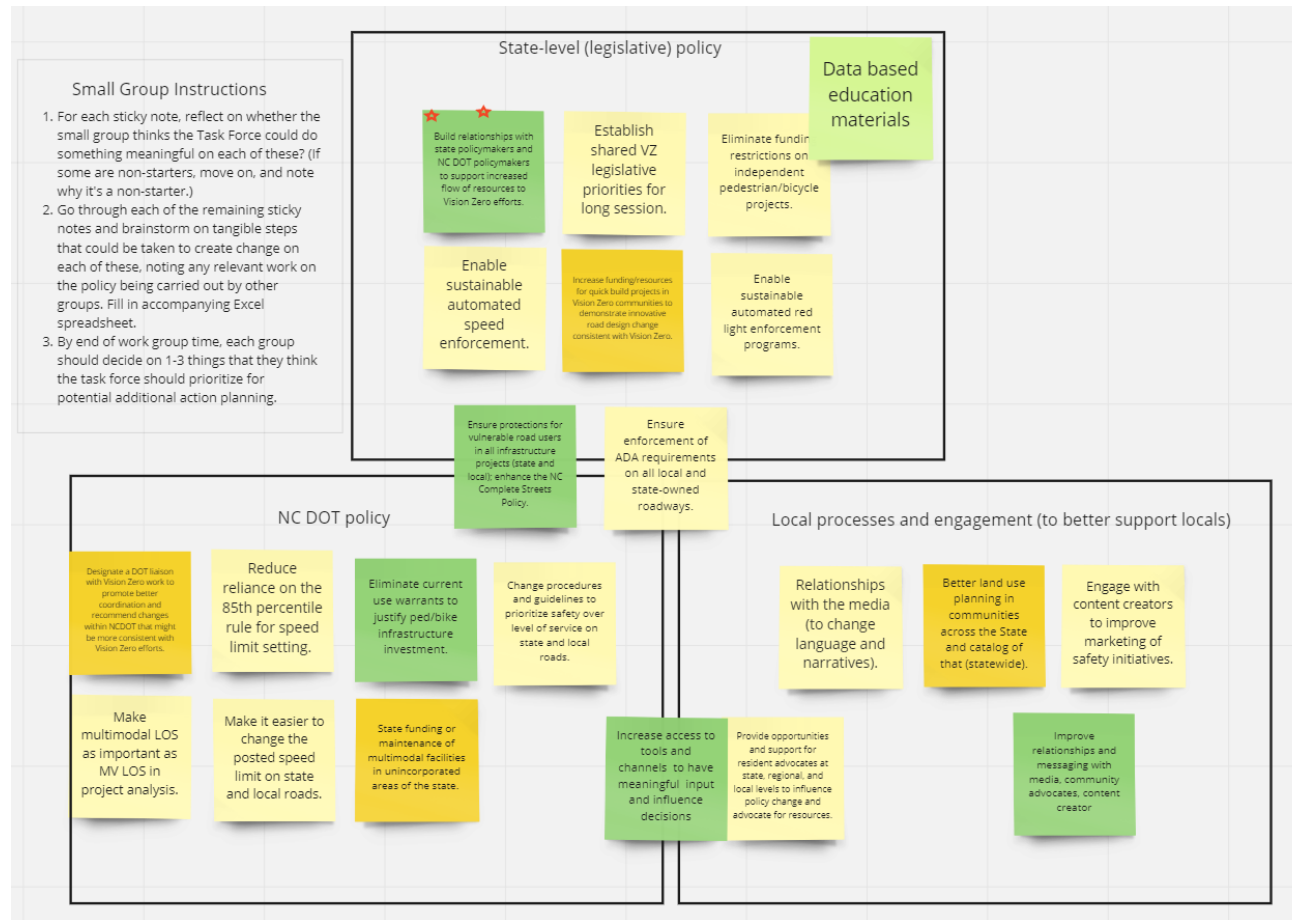 Small Group Instructions
1. For each sticky note, reflect on whether the
small group thinks the Task Force could do
something meaningful on each of these? (If
some are non-starters, move on, and note
why it's a non-starter.)
2. Go through each of the remaining sticky
notes and brainstorm on tangible steps
that could be taken to create change on
each of these, noting any relevant work on
the policy being carried out by other
groups. Fill in accompanying Excel
spreadsheet.
3. By end of work group time, each group
should decide on 1-3 things that they think
the task force should prioritize for
potential additional action planning.
State-level (legislative) policy
Data based
education
materials
Build relationships with
state policymakers and
NC DOT policymakers
to support increased
flow of resources to
Vision Zero efforts.
Establish
shared VZ
legislative
priorities for
long session.
Eliminate fundin
restrictions on
independent
pedestrian/bicycle
projects.
Enable
sustainable
automated
speed
enforcement.
Increase funding/resources
for quick build projects in
Vision Zero communities to
demonstrate innovative
road design change
consistent with Vision Zero.
Enable
sustainable
automated red
light enforcement
programs.
Ensure protections for
vulnerable road users
in all infrastructure
projects (state and
local); enhance the NC
Complete Streets
Policy.
Ensure
enforcement of
ADA requirements
on all local and
state-owned
roadways.
NC DOT policy
Designate a DOT liaison
with Vision Zero work to
promote better
coordination and
recommend changes
within NCDOT that might
be more consistent with
Vision Zero efforts.
Reduce
reliance on the
85th percentile
rule for speed
limit setting.
Eliminate current
use warrants to
justify ped/bike
infrastructure
investment.
Change procedures
and guidelines to
prioritize safety over
level of service on
state and local
roads.
Make
multimodal LOS
as important as
MV LOS in
project analysis.
Make it easier to
change the
posted speed
limit on state
and local roads.
State funding or
maintenance of
multimodal facilities
in unincorporated
areas of the state.
Increase access to
tools and
channels to have
meaningful input
and influence
decisions
Provide opportunities
and support for
resident advocates at
state, regional, and
local levels to influence
policy change and
advocate for resources.
Local processes and engagement (to better support locals)
Relationships
with the media
(to change
language and
narratives).
Better land use
planning in
communities
across the State
and catalog of
that (statewide).
Engage with
content creators
to improve
marketing of
safety initiatives.
Improve
relationships and
messaging with
media, community
advocates, content
creator